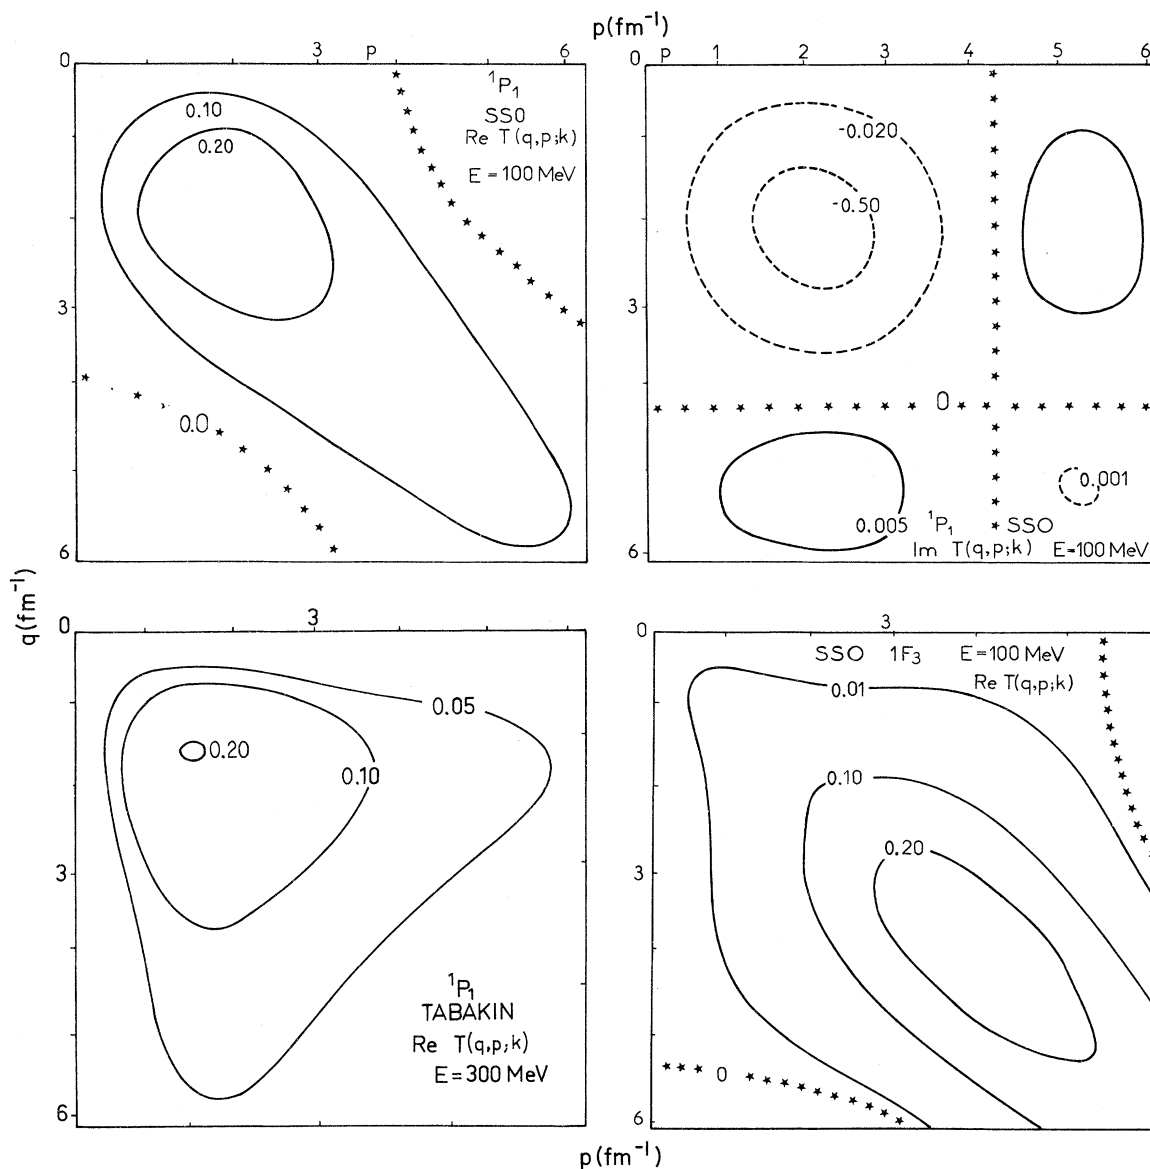 p(fm⁻¹)
0 3 p 6
¹P₁
SSO
Re T(q,p;k)
E = 100 MeV
0.10
0.20
3
0.0
6
0 p 1 2 3 4 5 6
-0.020
-0.50
3
0
0.001
0.005 ¹P₁ SSO
Im T(q,p;k) E=100 MeV
6
q(fm⁻¹)
0 3
0.05
0.20
0.10
3
¹P₁
TABAKIN
Re T(q,p;k)
E=300 MeV
6
0 3
SSO 1F₃ E=100 MeV
Re T(q,p;k)
0.01
0.10
0.20
3
0
6
p(fm⁻¹)